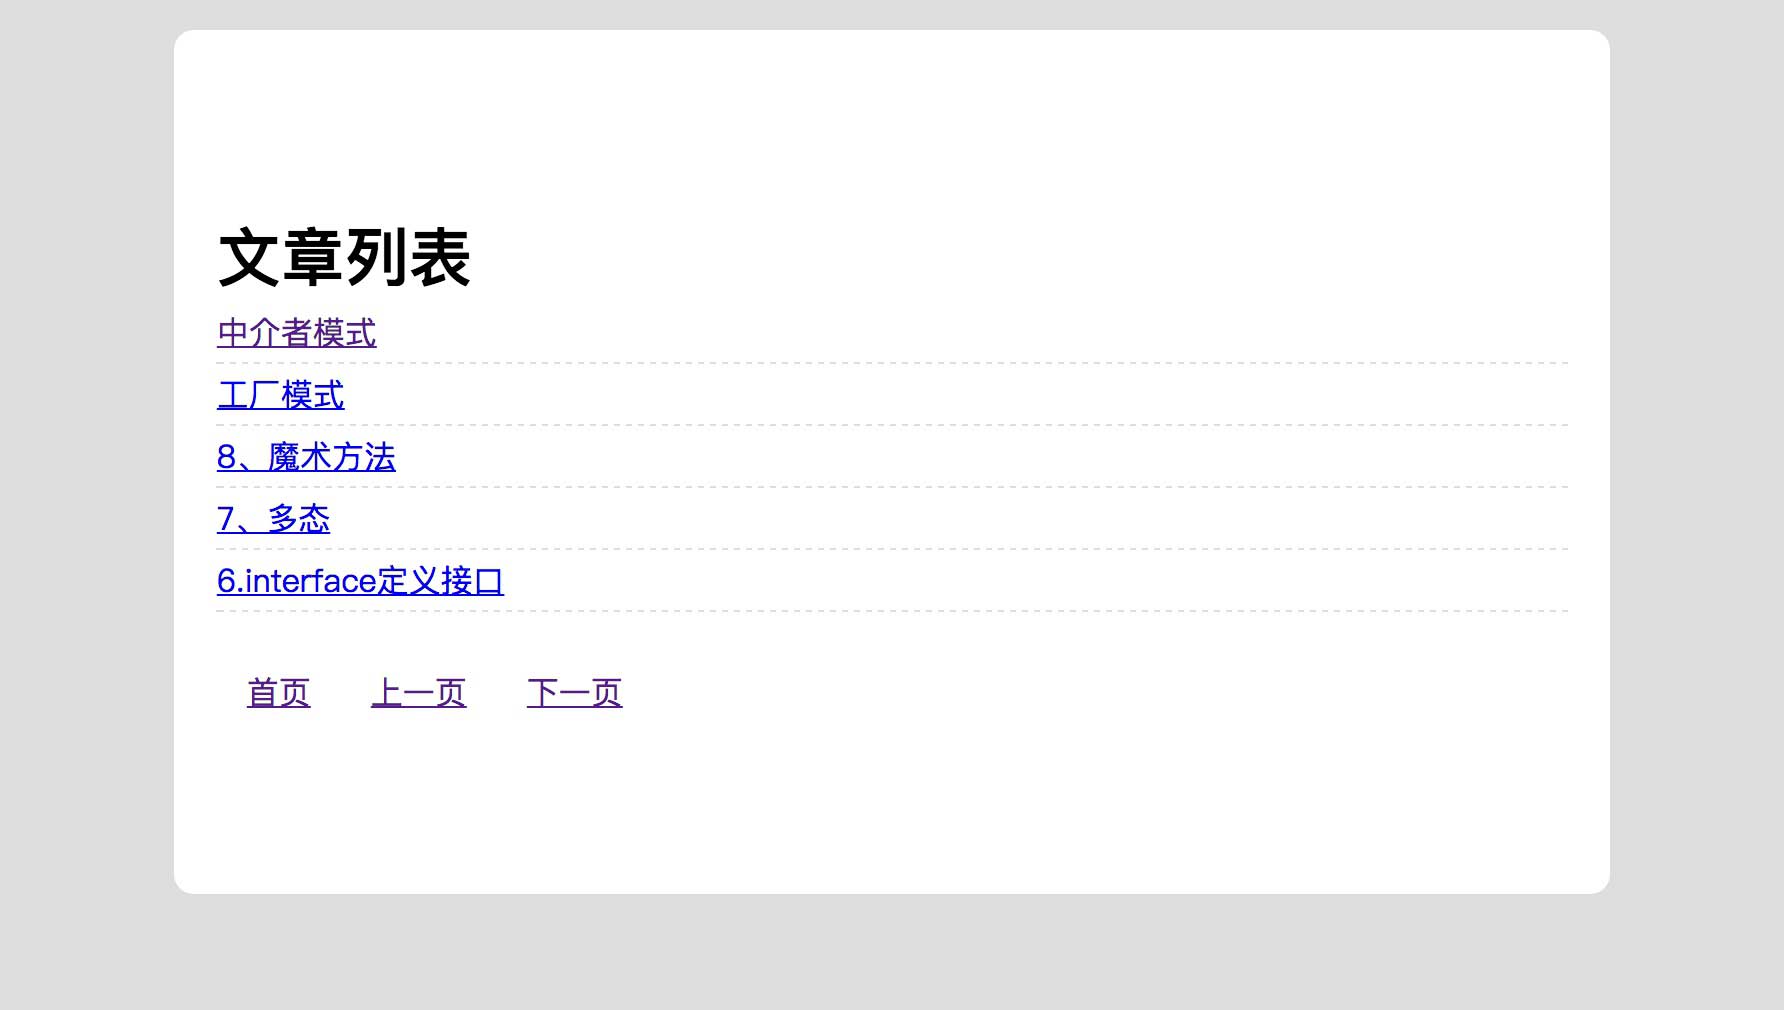 文章列表
中介者模式
工厂模式
8、魔术方法
7、多态
6.interface定义接口
首页 上一页 下一页